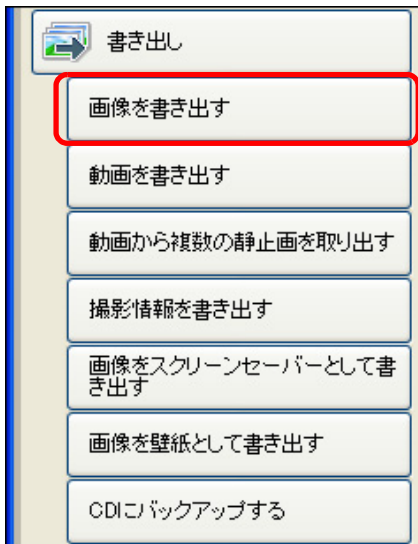 書き出し
画像を書き出す
動画を書き出す
動画から複数の静止画を取り出す
撮影情報を書き出す
画像をスクリーンセーバーとして書
き出す
画像を壁紙として書き出す
CDにバックアップする